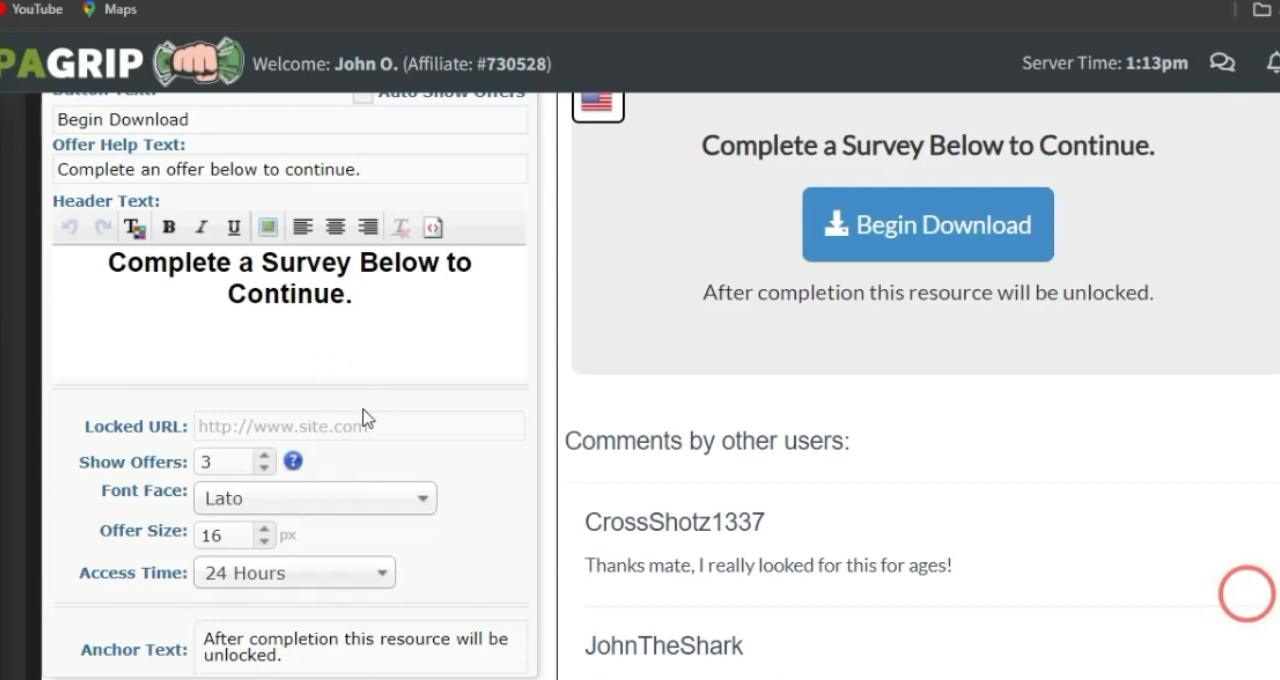 YouTube
Maps
PAGRIP
Welcome: John O. (Affiliate: #730528)
Server Time: 1:13pm
Button Text:
Auto Show Offers
Begin Download
Offer Help Text:
Complete an offer below to continue.
Header Text:
B I U
Complete a Survey Below to
Continue.
Locked URL: http://www.site.com
Show Offers: 3
Font Face: Lato
Offer Size: 16 px
Access Time: 24 Hours
Anchor Text: After completion this resource will be
unlocked.
Complete a Survey Below to Continue.
Begin Download
After completion this resource will be unlocked.
Comments by other users:
CrossShotz1337
Thanks mate, I really looked for this for ages!
JohnTheShark